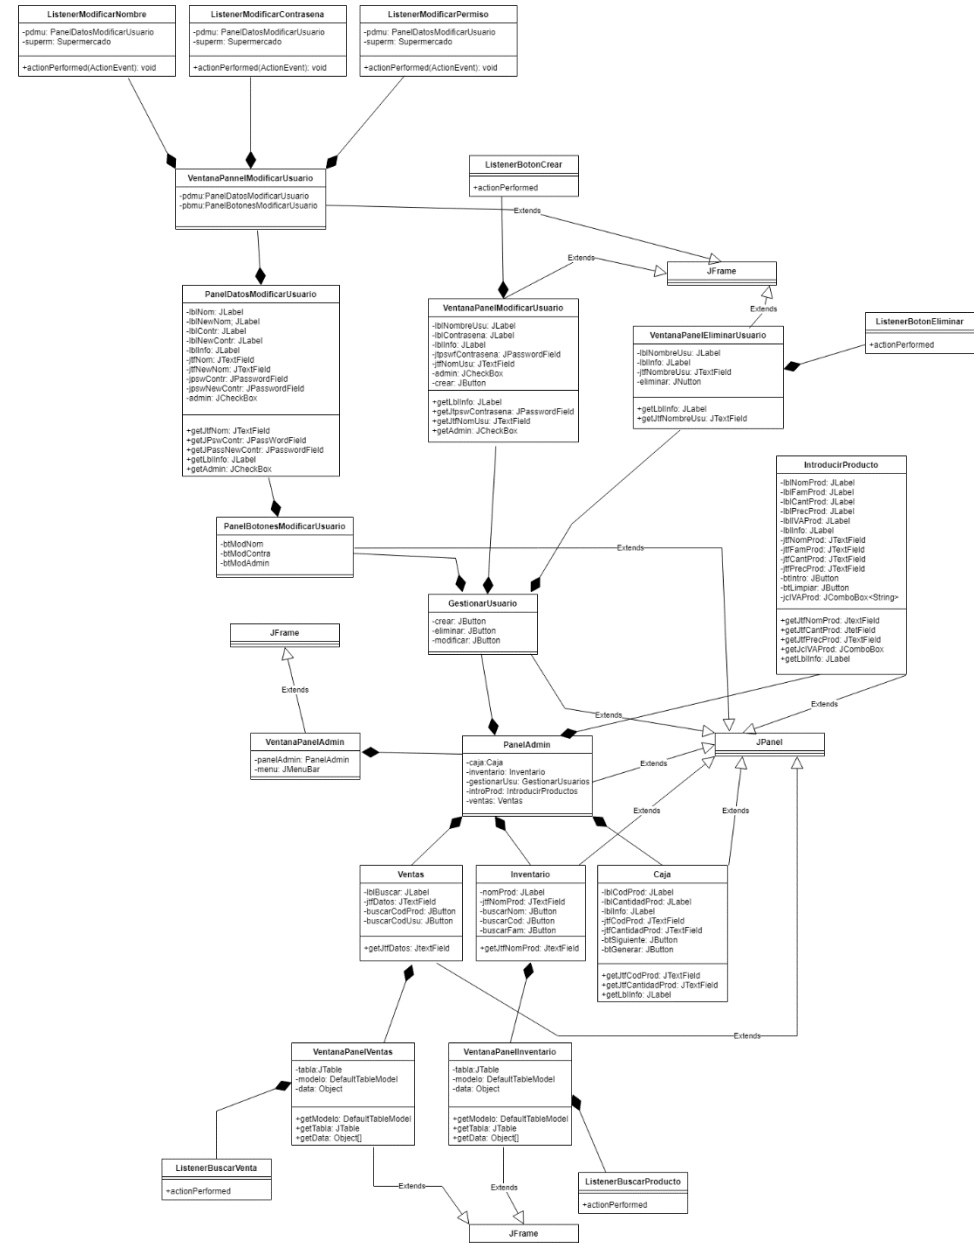 ListenerModificarNombre
-pdmu: PanelDatosModificarUsuario
-superm: Supermercado
+actionPerformed(ActionEvent): void
ListenerModificarContrasena
-pdmu: PanelDatosModificarUsuario
-superm: Supermercado
+actionPerformed(ActionEvent): void
ListenerModificarPermiso
-pdmu: PanelDatosModificarUsuario
-superm: Supermercado
+actionPerformed(ActionEvent): void
VentanaPannelModificarUsuario
-pdmu:PanelDatosModificarUsuario
-pbmu:PanelBotonesModificarUsuario
ListenerBotonCrear
+actionPerformed
Extends
Extends
JFrame
Extends
PanelDatosModificarUsuario
-lblNom: JLabel
-lblNewNom; JLabel
-lblContr: JLabel
-lblNewContr: JLabel
-lblInfo: JLabel
-jtfNom: JTextField
-jtfNewNom: JTextField
-jpswContr: JPasswordField
-jpswNewContr: JPasswordField
-admin: JCheckBox
+getJtfNom: JTextField
+getJPswContr: JPassWordField
+getJPassNewContr: JPasswordField
+getLblInfo: JLabel
+getAdmin: JCheckBox
VentanaPanelModificarUsuario
-lblNombreUsu: JLabel
-lblContrasena: JLabel
-lblInfo: JLabel
-jtpswfContrasena: JPasswordField
-jtfNomUsu: JTextField
-admin: JCheckBox
-crear: JButton
+getLblInfo: JLabel
+getJtpswContrasena: JPasswordField
+getJtfNomUsu: JTextField
+getAdmin: JCheckBox
VentanaPanelEliminarUsuario
-lblNombreUsu: JLabel
-lblInfo: JLabel
-jtfNombreUsu: JTextField
-eliminar: JNutton
+getLblInfo: JLabel
+getJtfNombreUsu: JTextField
ListenerBotonEliminar
+actionPerformed
IntroducirProducto
-lblNomProd: JLabel
-lblFamProd: JLabel
-lblCantProd: JLabel
-lblPrecProd: JLabel
-lblIVAProd: JLabel
-lblInfo: JLabel
-jtfNomProd: JTextField
-jtfFamProd: JTextField
-jtfCantProd: JTextField
-jtfPrecProd: JTextField
-btIntro: JButton
-btLimpiar: JButton
-jcIVAProd: JComboBox<String>
+getJtfNomProd: JtextField
+getJtfCantProd: JtetField
+getJtfPrecProd: JTextField
+getJcIVAProd: JComboBox
+getLblInfo: JLabel
PanelBotonesModificarUsuario
-btModNom
-btModContra
-btModAdmin
Extends
GestionarUsuario
-crear: JButton
-eliminar: JButton
-modificar: JButton
JFrame
Extends
Extends
Extends
VentanaPanelAdmin
-panelAdmin: PanelAdmin
-menu: JMenuBar
PanelAdmin
-caja:Caja
-inventario: Inventario
-gestionarUsu: GestionarUsuarios
-introProd: IntroducirProductos
-ventas: Ventas
JPanel
Extends
Extends
Extends
Ventas
-lblBuscar: JLabel
-jtfDatos: JTextField
-buscarCodProd: JButton
-buscarCodUsu: JButton
+getJtfDatos: JtextField
Inventario
-nomProd: JLabel
-jtfNomProd: JTextField
-buscarNom: JButton
-buscarCod: JButton
-buscarFam: JButton
+getJtfNomProd: JtextField
Caja
-lblCodProd: JLabel
-lblCantidadProd: JLabel
-lblInfo: JLabel
-jtfCodProd: JTextField
-jtfCantidadProd: JTextField
-btSiguiente: JButton
-btGenerar: JButton
+getJtfCodProd: JTextField
+getJtfCantidadProd: JTextField
+getLblInfo: JLabel
Extends
VentanaPanelVentas
-tabla:JTable
-modelo: DefaultTableModel
-data: Object
+getModelo: DefaultTableModel
+getTabla: JTable
+getData: Object[]
VentanaPanelInventario
-tabla:JTable
-modelo: DefaultTableModel
-data: Object
+getModelo: DefaultTableModel
+getTabla: JTable
+getData: Object[]
ListenerBuscarVenta
+actionPerformed
Extends
Extends
ListenerBuscarProducto
+actionPerformed
JFrame